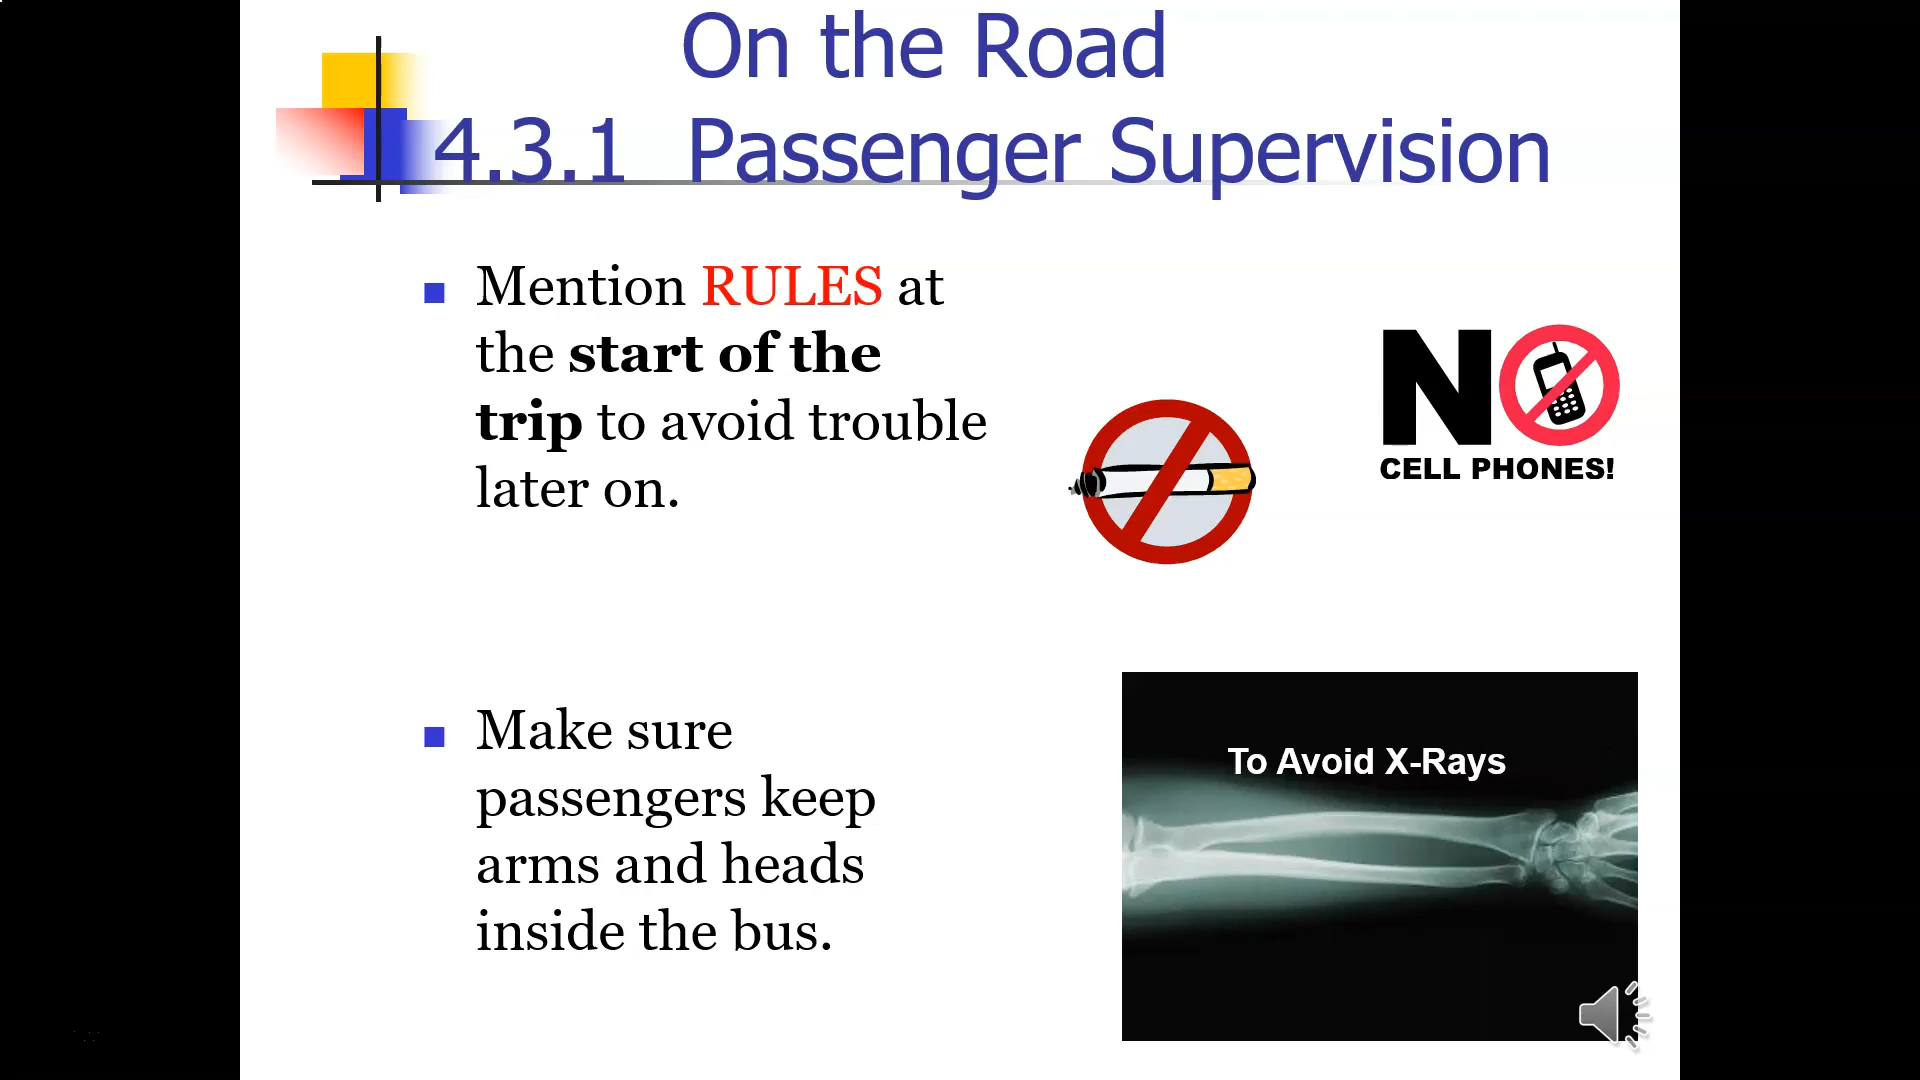 On the Road
4.3.1 Passenger Supervision
Mention RULES at
the start of the
trip to avoid trouble
later on.
NO
CELL PHONES!
Make sure
passengers keep
arms and heads
inside the bus.
To Avoid X-Rays